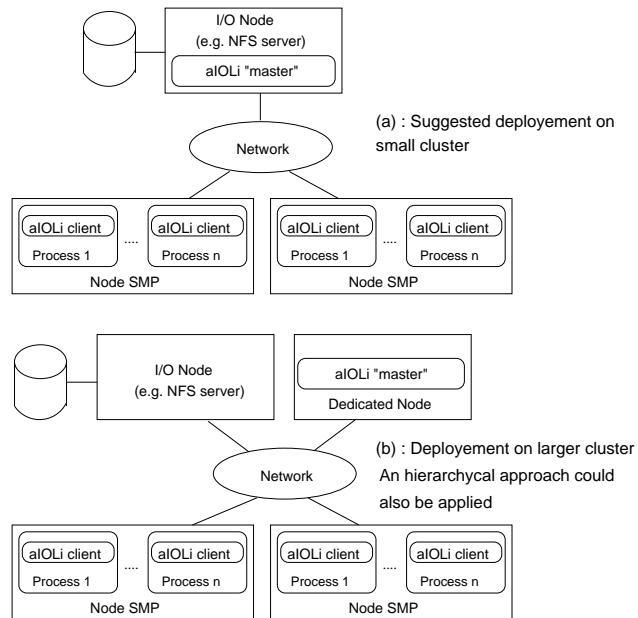 I/O Node
(e.g. NFS server)
aIOLi "master"
(a) : Suggested deployement on
small cluster
Network
aIOLi client
....
aIOLi client
aIOLi client
....
aIOLi client
Process 1
Process n
Process 1
Process n
Node SMP
Node SMP
I/O Node
(e.g. NFS server)
aIOLi "master"
Dedicated Node
(b) : Deployement on larger cluster
An hierarchycal approach could
also be applied
Network
aIOLi client
....
aIOLi client
aIOLi client
....
aIOLi client
Process 1
Process n
Process 1
Process n
Node SMP
Node SMP